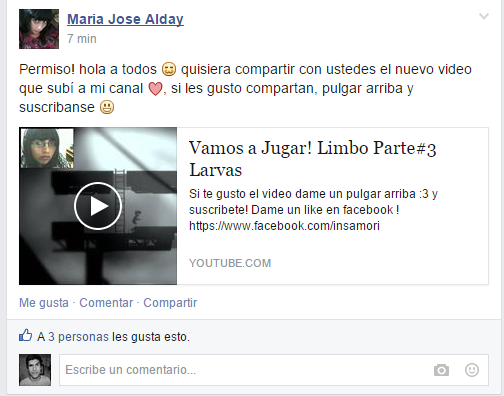 Maria Jose Alday
7 min
Permiso! hola a todos 😄 quisiera compartir con ustedes el nuevo video
que subí a mi canal ❤, si les gusto compartan, pulgar arriba y
suscribanse 😃
Vamos a Jugar! Limbo Parte#3
Larvas
Si te gusto el video dame un pulgar arriba :3 y
suscribete! Dame un like en facebook !
https://www.facebook.com/insamori
YOUTUBE.COM
Me gusta · Comentar · Compartir
A 3 personas les gusta esto.
Escribe un comentario...